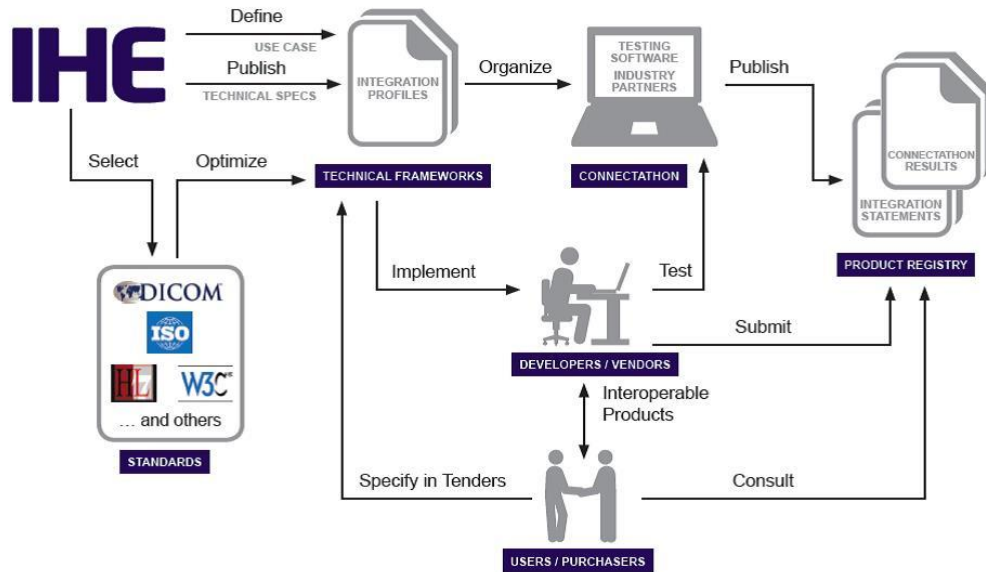 IHE
Define
USE CASE
Publish
TECHNICAL SPECS
INTEGRATION
PROFILES
TECHNICAL FRAMEWORKS
Organize
TESTING
SOFTWARE
INDUSTRY
PARTNERS
CONNECTATHON
Publish
CONNECTATHON
RESULTS
INTEGRATION
STATEMENTS
PRODUCT REGISTRY
Select
Optimize
DICOM
ISO
HL7
W3C
... and others
STANDARDS
Implement
Test
DEVELOPERS / VENDORS
Submit
Interoperable
Products
Specify in Tenders
Consult
USERS / PURCHASERS